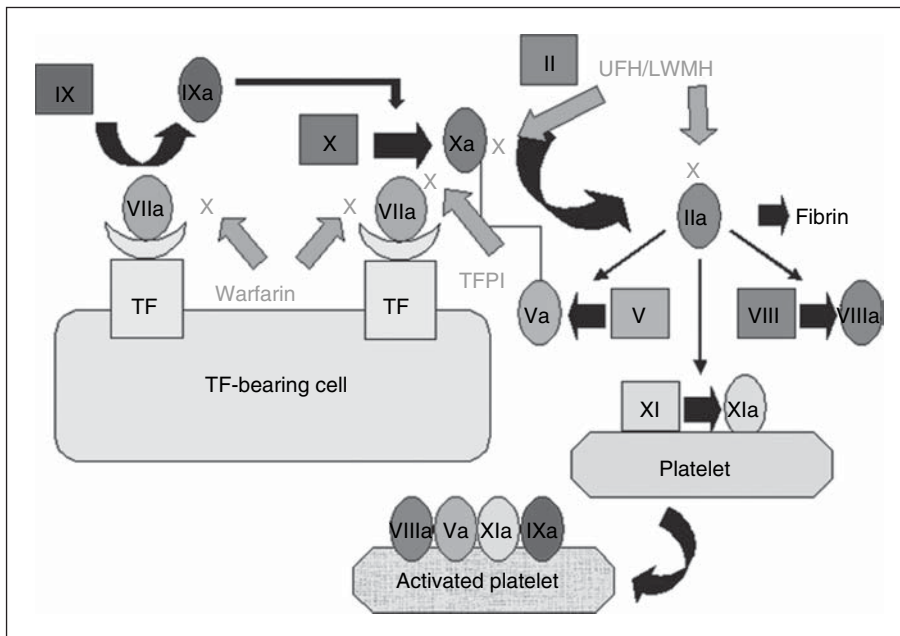 II
UFH/LWMH
IX
IXa
X
Xa
X
X
X
VIIa
X
X
VIIa
IIa
Fibrin
Warfarin
TFPI
TF
TF
Va
V
VIII
VIIIa
TF-bearing cell
XI
XIa
Platelet
VIIIa
Va
XIa
IXa
Activated platelet